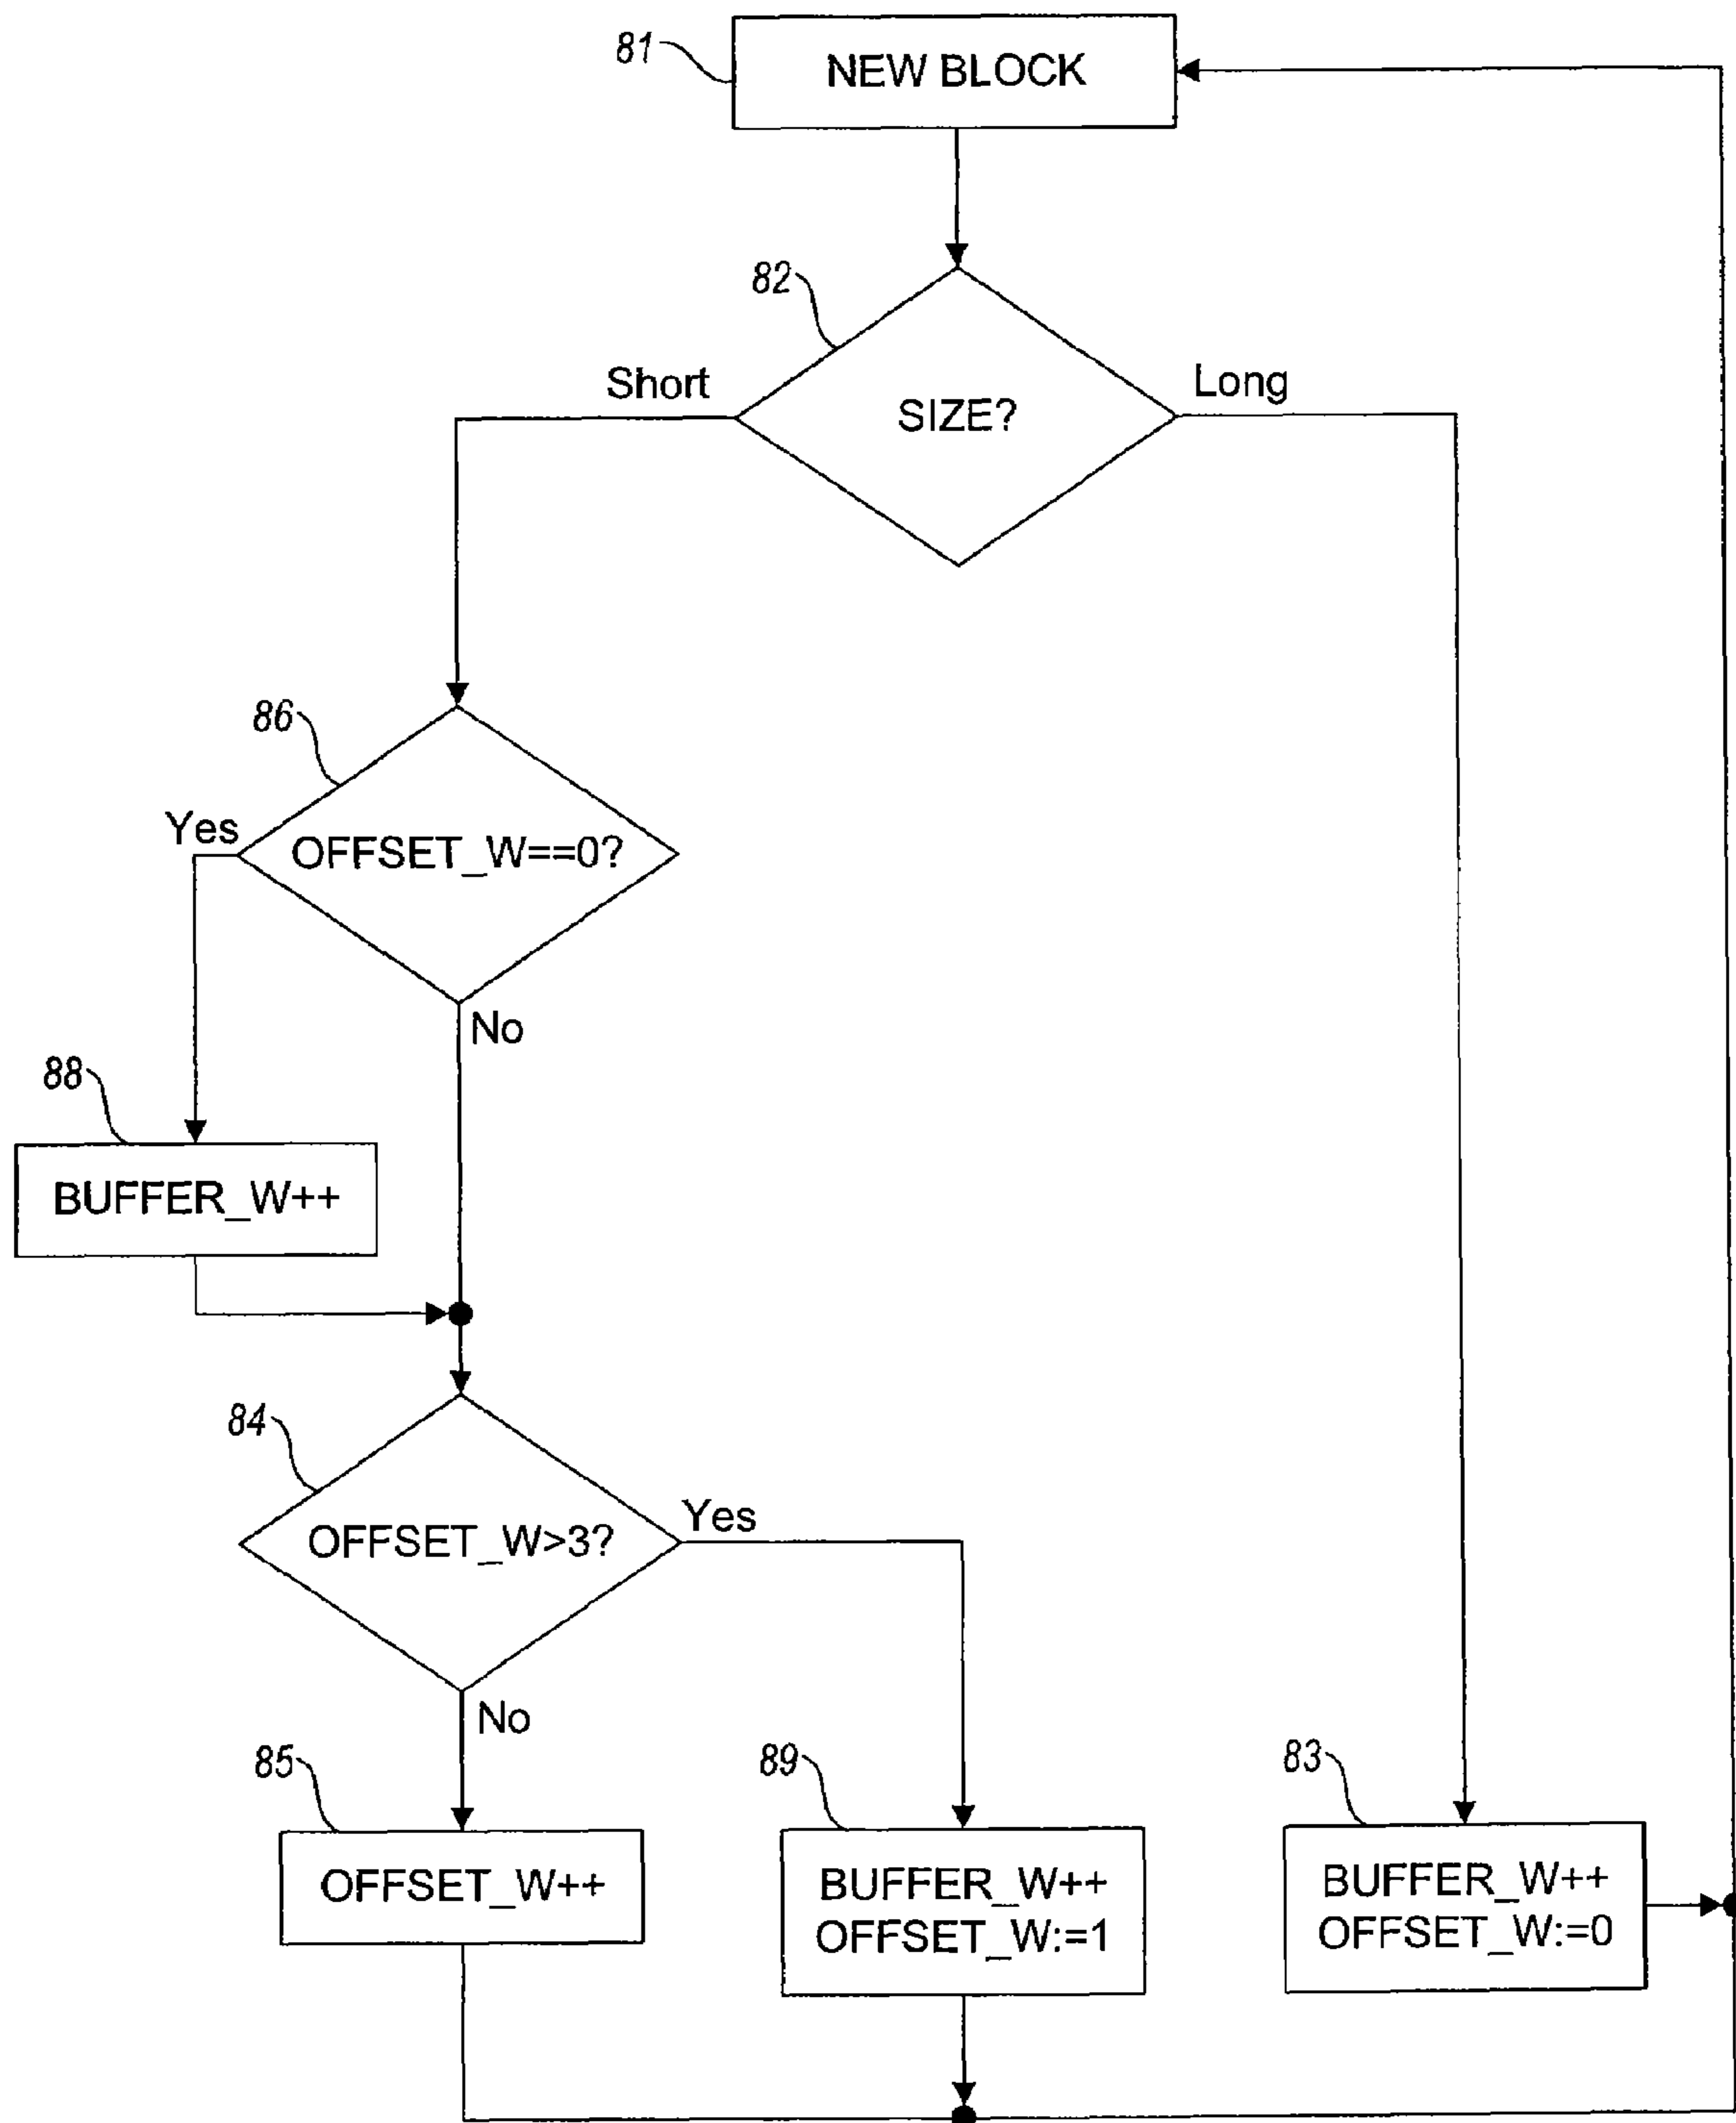 81
NEW BLOCK
82
Short
Long
SIZE?
86
Yes
OFFSET_W==0?
No
88
BUFFER_W++
84
Yes
OFFSET_W>3?
No
85
89
83
OFFSET_W++
BUFFER_W++
OFFSET_W:=1
BUFFER_W++
OFFSET_W:=0